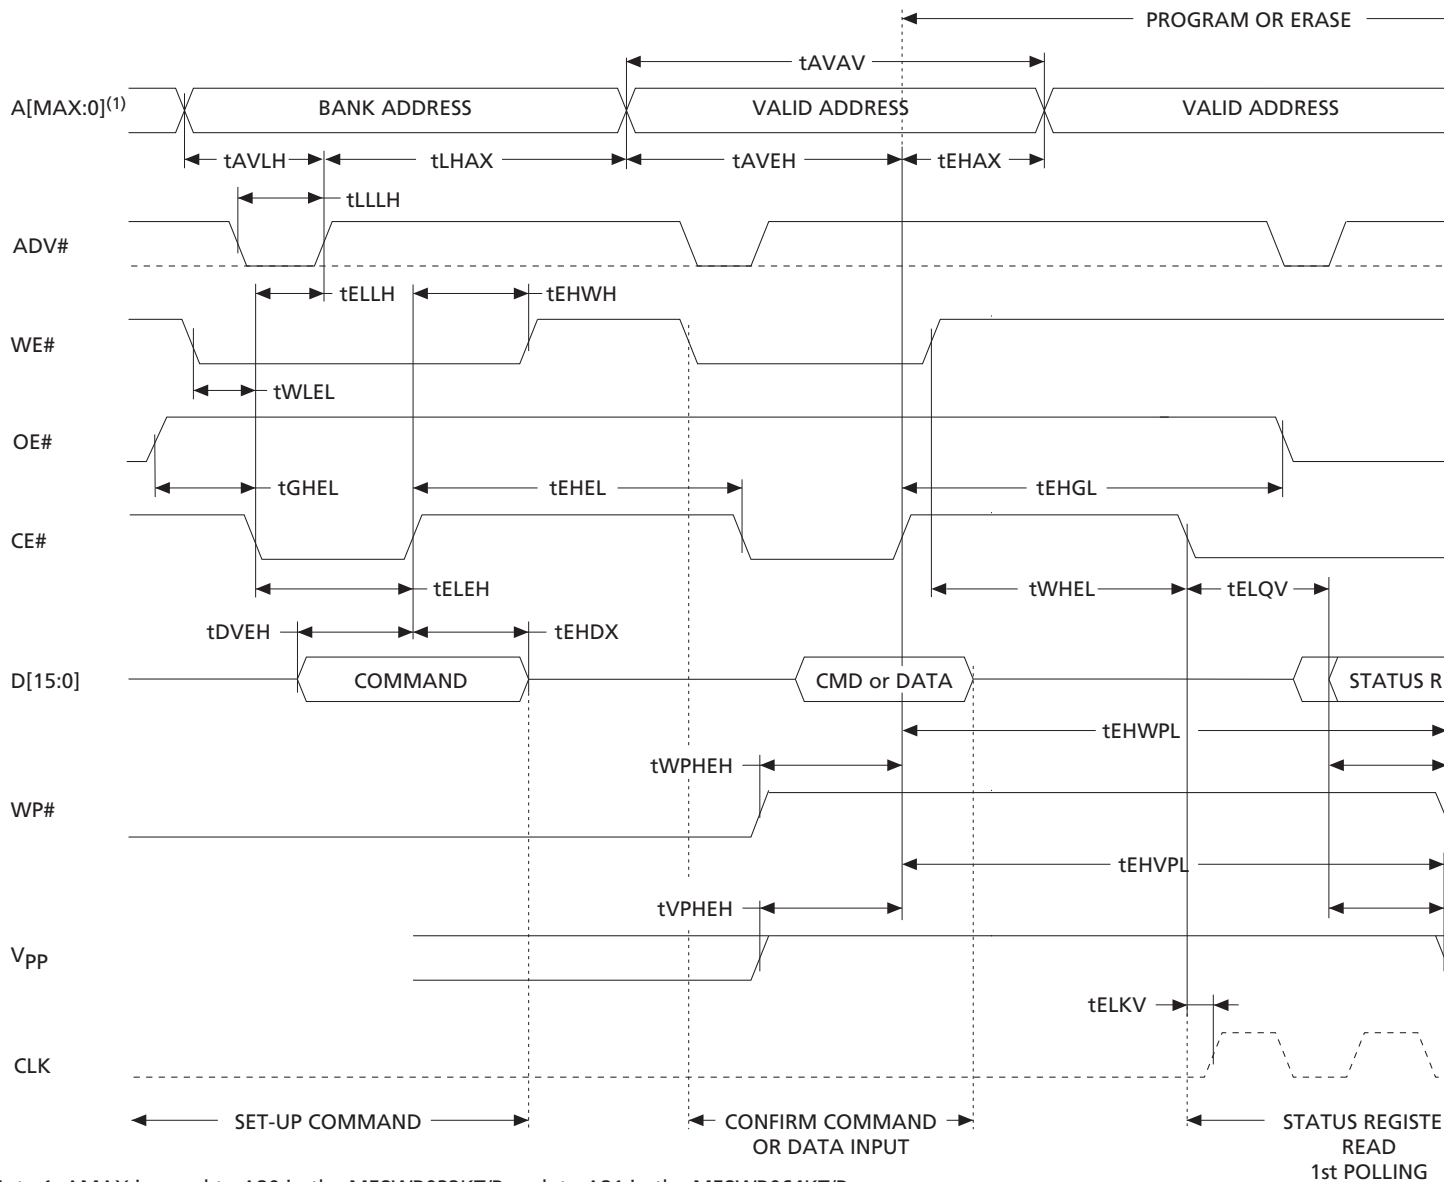 PROGRAM OR ERASE
tAVAV
A[MAX:0](1)
BANK ADDRESS
VALID ADDRESS
VALID ADDRESS
tAVLH
tLHAX
tAVEH
tEHAX
tLLLH
ADV#
tELLH
tEHWH
WE#
tWLEL
OE#
tGHEL
tEHEL
tEHGL
CE#
tELEH
tWHEL
tELQV
tDVEH
tEHDX
D[15:0]
COMMAND
CMD or DATA
STATUS R
tEHWPL
tWPHEH
WP#
tEHVPL
tVPHEH
VPP
tELKV
CLK
SET-UP COMMAND
CONFIRM COMMAND
OR DATA INPUT
STATUS REGISTE
READ
1st POLLING